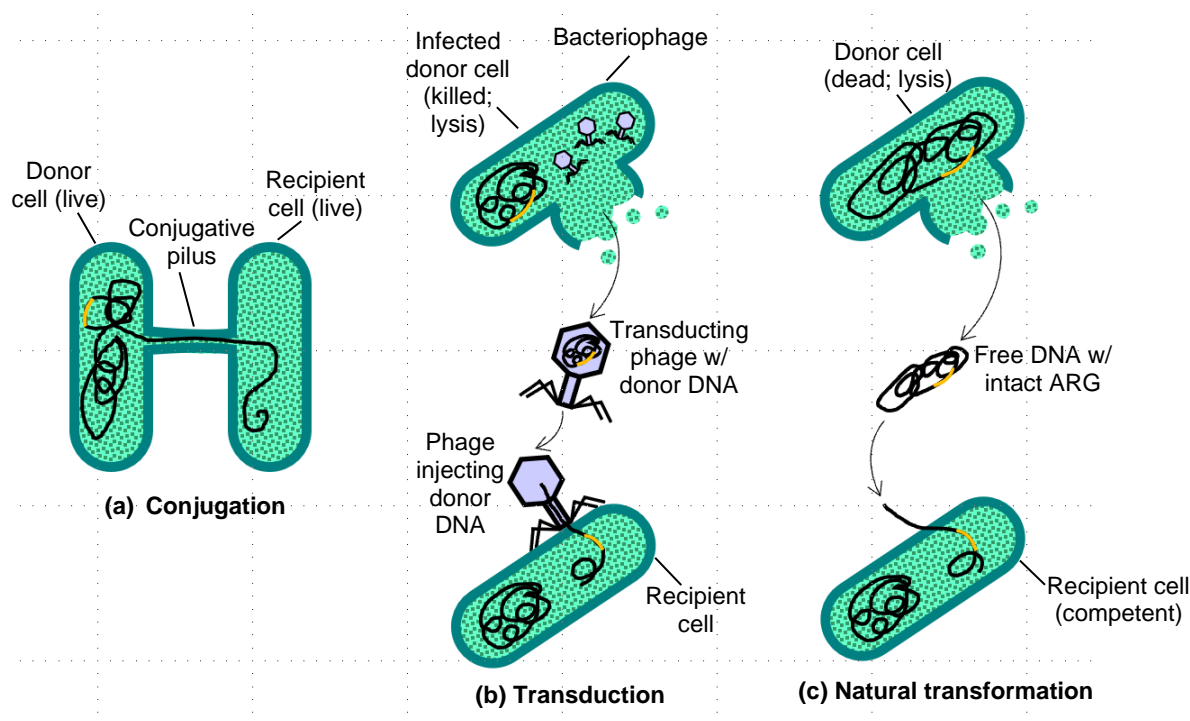 Donor
cell (live)
Conjugative
pilus
Recipient
cell (live)
(a) Conjugation
Infected
donor cell
(killed;
lysis)
Bacteriophage
Transducting
phage w/
donor DNA
Phage
injecting
donor
DNA
Recipient
cell
(b) Transduction
Donor cell
(dead; lysis)
Free DNA w/
intact ARG
Recipient cell
(competent)
(c) Natural transformation